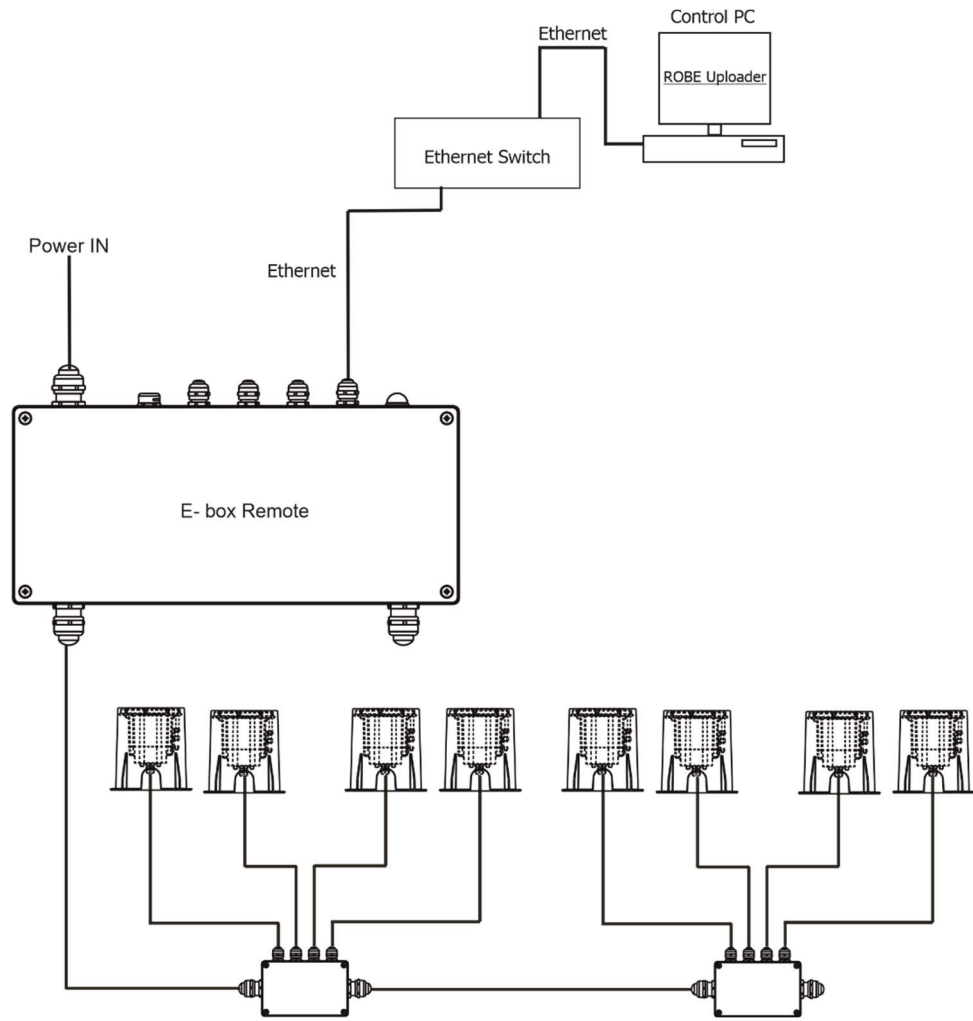 Control PC
Ethernet
ROBE Uploader
Ethernet Switch
Power IN
Ethernet
E- box Remote